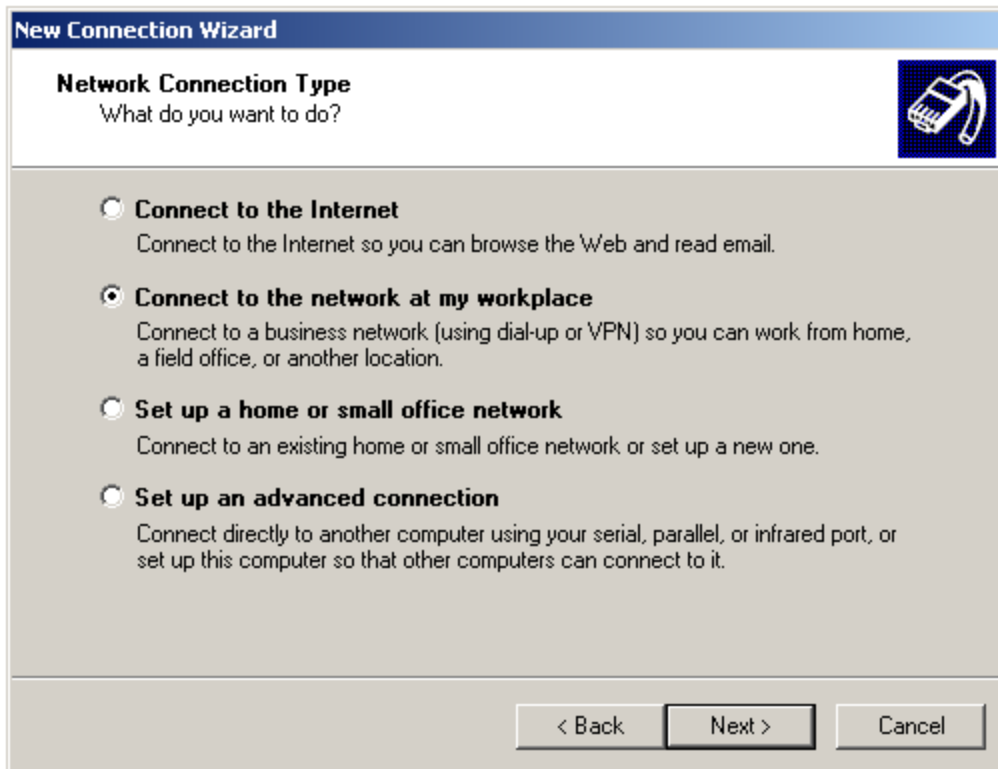 New Connection Wizard
Network Connection Type
What do you want to do?
Connect to the Internet
Connect to the Internet so you can browse the Web and read email.
Connect to the network at my workplace
Connect to a business network (using dial-up or VPN) so you can work from home,
a field office, or another location.
Set up a home or small office network
Connect to an existing home or small office network or set up a new one.
Set up an advanced connection
Connect directly to another computer using your serial, parallel, or infrared port, or
set up this computer so that other computers can connect to it.
< Back Next > Cancel